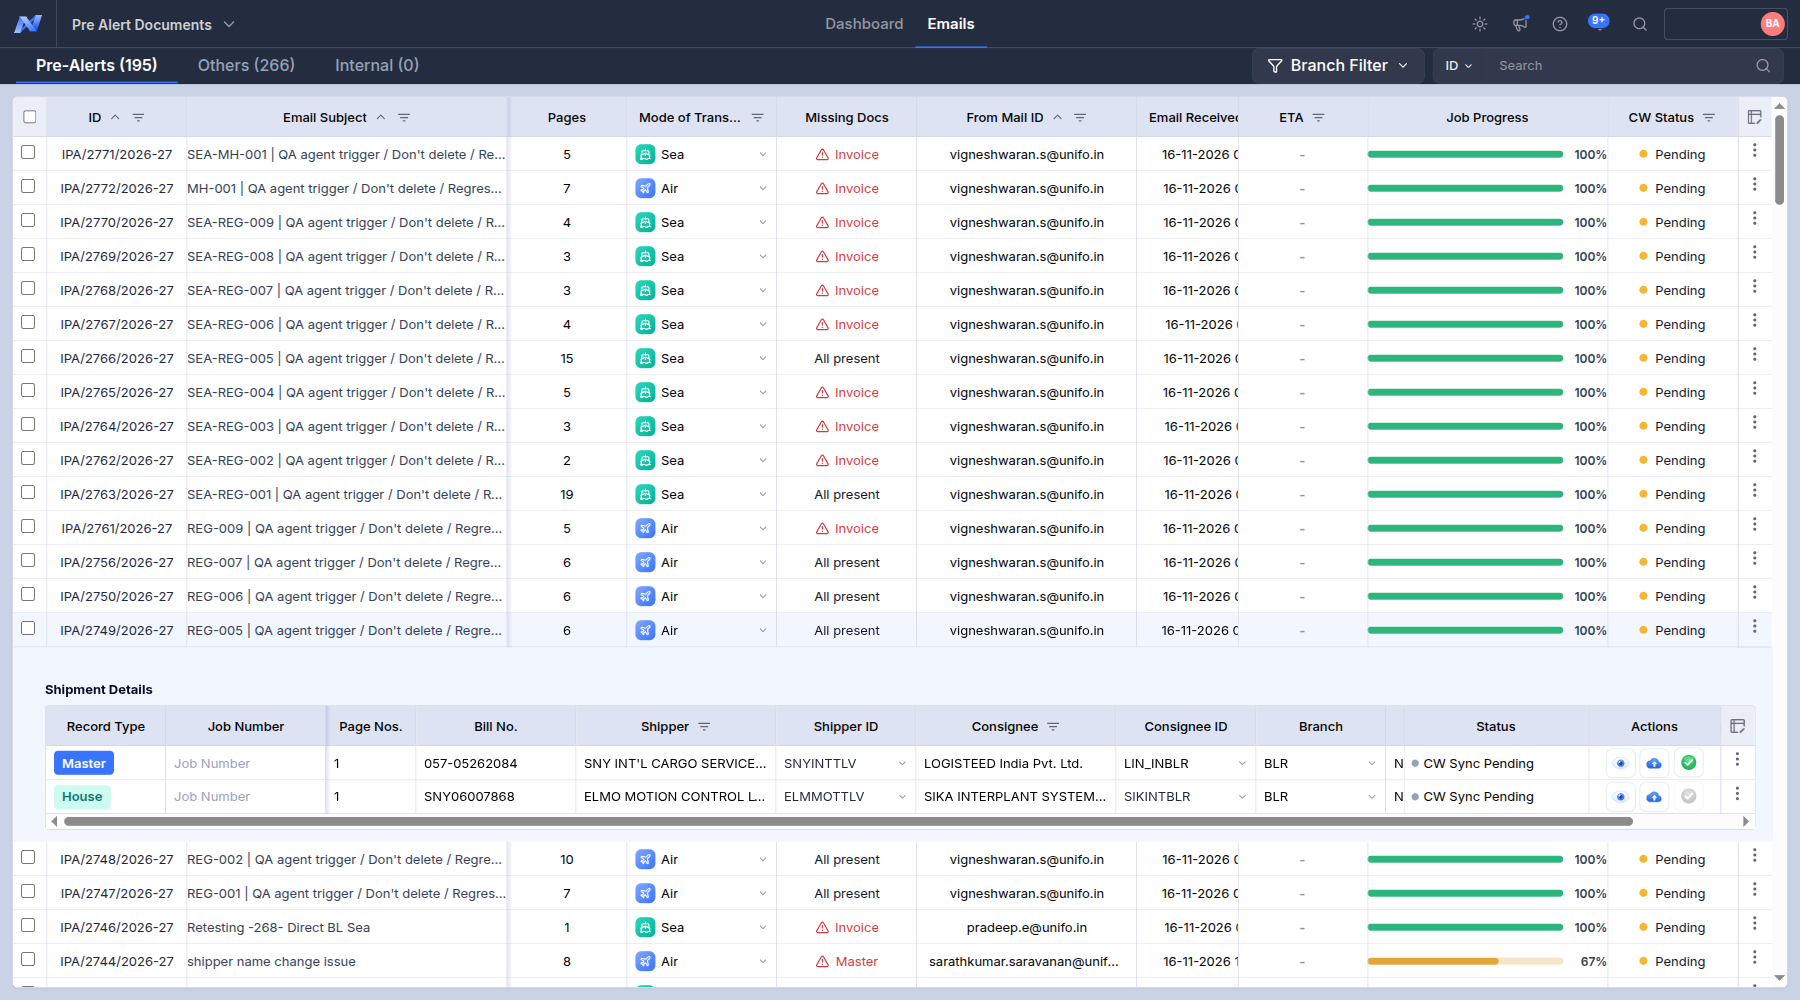 Pre Alert Documents Dashboard Emails 9+ BA
Pre-Alerts (195) Others (266) Internal (0) Branch Filter ID Search
ID Email Subject Pages Mode of Trans... Missing Docs From Mail ID Email Received ETA Job Progress CW Status
IPA/2771/2026-27 SEA-MH-001 | QA agent trigger / Don't delete / Re... 5 Sea Invoice vigneshwaran.s@unifo.in 16-11-2026 - 100% Pending
IPA/2772/2026-27 MH-001 | QA agent trigger / Don't delete / Regres... 7 Air Invoice vigneshwaran.s@unifo.in 16-11-2026 - 100% Pending
IPA/2770/2026-27 SEA-REG-009 | QA agent trigger / Don't delete / R... 4 Sea Invoice vigneshwaran.s@unifo.in 16-11-2026 - 100% Pending
IPA/2769/2026-27 SEA-REG-008 | QA agent trigger / Don't delete / R... 3 Sea Invoice vigneshwaran.s@unifo.in 16-11-2026 - 100% Pending
IPA/2768/2026-27 SEA-REG-007 | QA agent trigger / Don't delete / R... 3 Sea Invoice vigneshwaran.s@unifo.in 16-11-2026 - 100% Pending
IPA/2767/2026-27 SEA-REG-006 | QA agent trigger / Don't delete / R... 4 Sea Invoice vigneshwaran.s@unifo.in 16-11-2026 - 100% Pending
IPA/2766/2026-27 SEA-REG-005 | QA agent trigger / Don't delete / R... 15 Sea All present vigneshwaran.s@unifo.in 16-11-2026 - 100% Pending
IPA/2765/2026-27 SEA-REG-004 | QA agent trigger / Don't delete / R... 5 Sea Invoice vigneshwaran.s@unifo.in 16-11-2026 - 100% Pending
IPA/2764/2026-27 SEA-REG-003 | QA agent trigger / Don't delete / R... 3 Sea Invoice vigneshwaran.s@unifo.in 16-11-2026 - 100% Pending
IPA/2762/2026-27 SEA-REG-002 | QA agent trigger / Don't delete / R... 2 Sea Invoice vigneshwaran.s@unifo.in 16-11-2026 - 100% Pending
IPA/2763/2026-27 SEA-REG-001 | QA agent trigger / Don't delete / R... 19 Sea All present vigneshwaran.s@unifo.in 16-11-2026 - 100% Pending
IPA/2761/2026-27 REG-009 | QA agent trigger / Don't delete / Regre... 5 Air Invoice vigneshwaran.s@unifo.in 16-11-2026 - 100% Pending
IPA/2756/2026-27 REG-007 | QA agent trigger / Don't delete / Regre... 6 Air All present vigneshwaran.s@unifo.in 16-11-2026 - 100% Pending
IPA/2750/2026-27 REG-006 | QA agent trigger / Don't delete / Regre... 6 Air All present vigneshwaran.s@unifo.in 16-11-2026 - 100% Pending
IPA/2749/2026-27 REG-005 | QA agent trigger / Don't delete / Regre... 6 Air All present vigneshwaran.s@unifo.in 16-11-2026 - 100% Pending
Shipment Details
Record Type Job Number Page Nos. Bill No. Shipper Shipper ID Consignee Consignee ID Branch Status Actions
Master Job Number 1 057-05262084 SNY INT'L CARGO SERVICE... SNYINTTLV LOGISTEED India Pvt. Ltd. LIN_INBLR BLR N CW Sync Pending
House Job Number 1 SNY06007868 ELMO MOTION CONTROL L... ELMMOTTLV SIKA INTERPLANT SYSTEM... SIKINTBLR BLR N CW Sync Pending
IPA/2748/2026-27 REG-002 | QA agent trigger / Don't delete / Regre... 10 Air All present vigneshwaran.s@unifo.in 16-11-2026 - 100% Pending
IPA/2747/2026-27 REG-001 | QA agent trigger / Don't delete / Regres... 7 Air All present vigneshwaran.s@unifo.in 16-11-2026 - 100% Pending
IPA/2746/2026-27 Retesting -268- Direct BL Sea 1 Sea Invoice pradeep.e@unifo.in 16-11-2026 - 100% Pending
IPA/2744/2026-27 shipper name change issue 8 Air Master sarathkumar.saravanan@unif... 16-11-2026 - 67% Pending